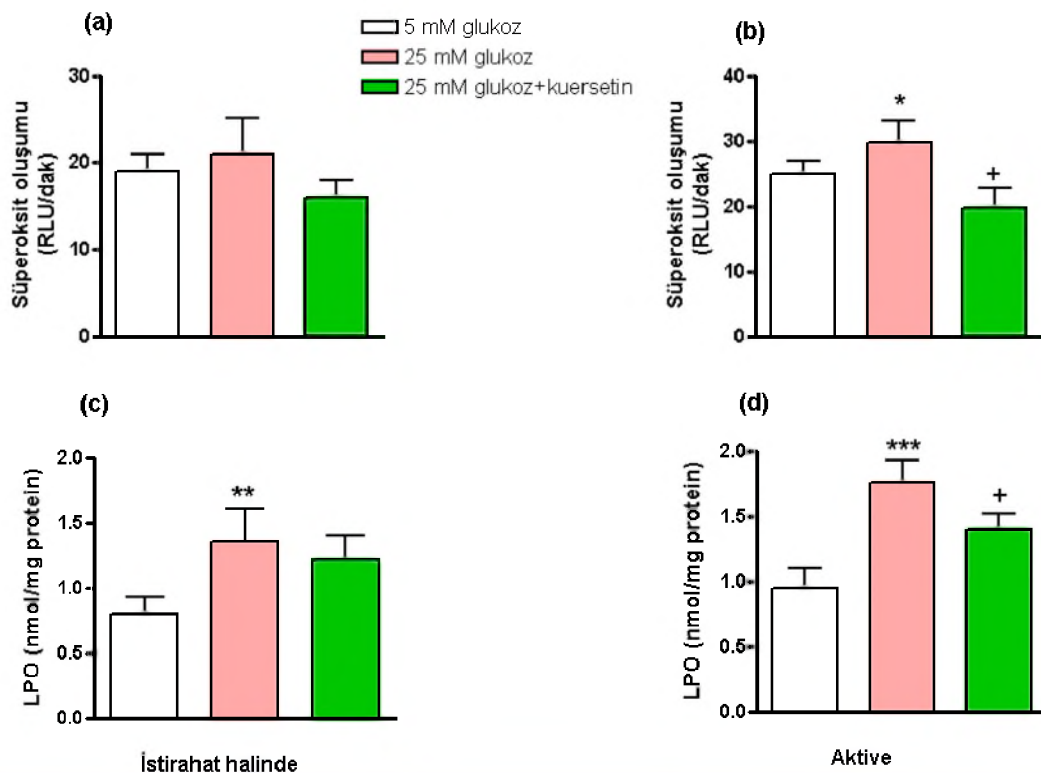 (a)
5 mM glukoz
25 mM glukoz
25 mM glukoz+kuersetin
(b)
Süperoksit oluşumu
(RLU/dak)
30
20
10
0
Süperoksit oluşumu
(RLU/dak)
40
30
20
10
0
*
+
(c)
LPO (nmol/mg protein)
2.0
1.5
1.0
0.5
0.0
**
İstirahat halinde
(d)
LPO (nmol/mg protein)
2.0
1.5
1.0
0.5
0.0
***
+
Aktive